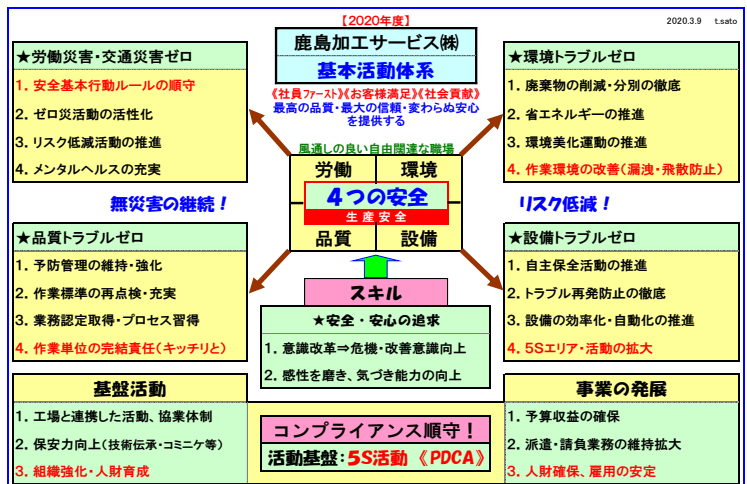 【2020年度】
2020.3.9 t.sato
鹿島加工サービス㈱
基本活動体系
《社員ファースト》《お客様満足》《社会貢献》
最高の品質・最大の信頼・変わらぬ安心
を提供する
★労働災害・交通災害ゼロ
1. 安全基本行動ルールの順守
2. ゼロ災活動の活性化
3. リスク低減活動の推進
4. メンタルヘルスの充実
★環境トラブルゼロ
1. 廃棄物の削減・分別の徹底
2. 省エネルギーの推進
3. 環境美化運動の推進
4. 作業環境の改善(漏洩・飛散防止)
風通しの良い自由闊達な職場
労働 環境
4つの安全
生産安全
品質 設備
無災害の継続！
リスク低減！
★品質トラブルゼロ
1. 予防管理の維持・強化
2. 作業標準の再点検・充実
3. 業務認定取得・プロセス習得
4. 作業単位の完結責任(キッチリと)
★設備トラブルゼロ
1. 自主保全活動の推進
2. トラブル再発防止の徹底
3. 設備の効率化・自動化の推進
4. 5Sエリア・活動の拡大
スキル
★安全・安心の追求
1. 意識改革⇒危機・改善意識向上
2. 感性を磨き、気づき能力の向上
基盤活動
1. 工場と連携した活動、協業体制
2. 保安力向上(技術伝承・コミニケ等)
3. 組織強化・人財育成
コンプライアンス順守！
活動基盤：5S活動《PDCA》
事業の発展
1. 予算収益の確保
2. 派遣・請負業務の維持拡大
3. 人財確保、雇用の安定